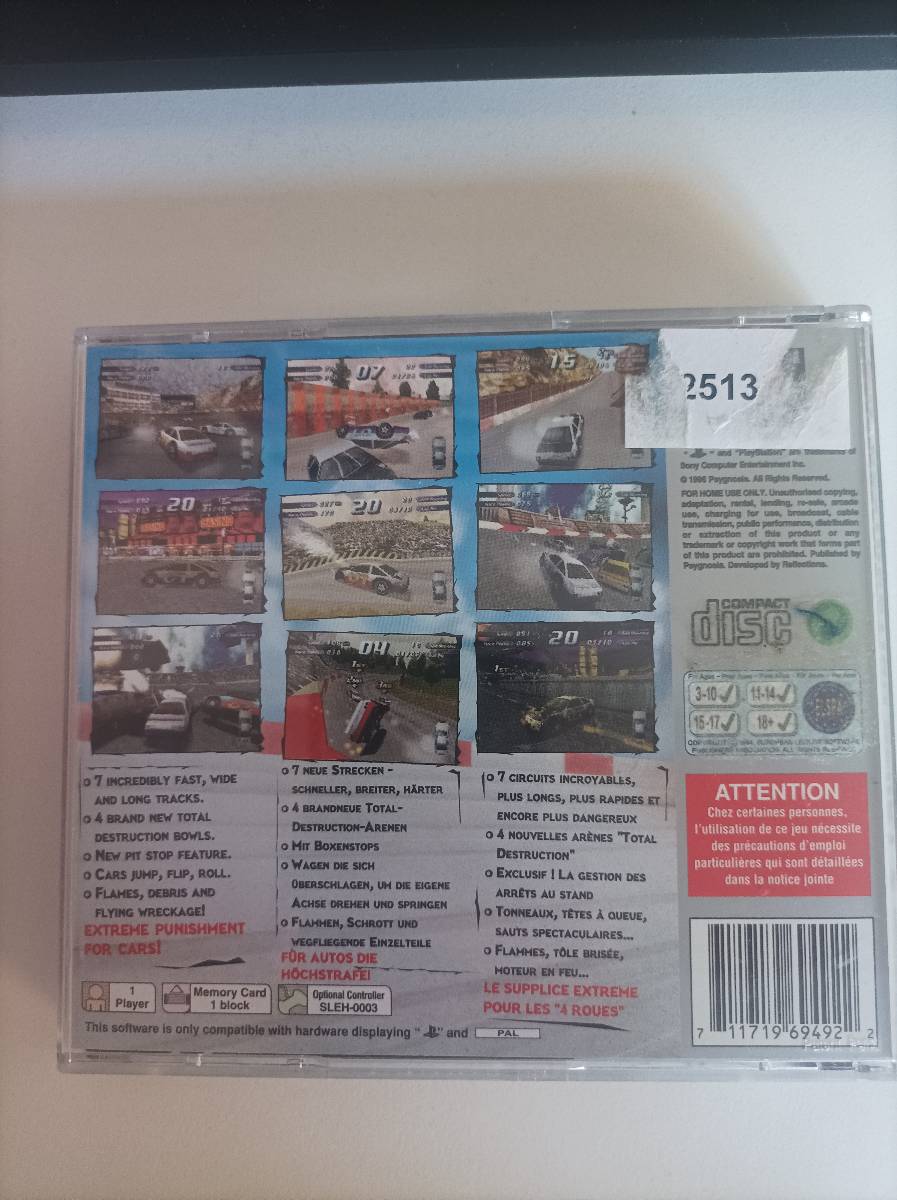 07
15
2513
" and "PlayStation" are trademarks of
Sony Computer Entertainment Inc.
© 1996 Psygnosis. All Rights Reserved.
FOR HOME USE ONLY. Unauthorised copying,
adaptation, rental, lending, re-sale, arcade
use, charging for use, broadcast, cable
transmission, public performance, distribution
or extraction of this product or any
trademark or copyright work that forms part
of this product are prohibited. Published by
Psygnosis. Developed by Reflections.
20
20
COMPACT
disc
04
20
3-10
11-14
15-17
18+
○ 7 INCREDIBLY FAST, WIDE
AND LONG TRACKS.
○ 4 BRAND NEW TOTAL
DESTRUCTION BOWLS.
○ NEW PIT STOP FEATURE.
○ CARS JUMP, FLIP, ROLL.
○ FLAMES, DEBRIS AND
FLYING WRECKAGE!
EXTREME PUNISHMENT
FOR CARS!
○ 7 NEUE STRECKEN -
SCHNELLER, BREITER, HÄRTER
○ 4 BRANDNEUE TOTAL-
DESTRUCTION-ARENEN
○ MIT BOXENSTOPS
○ WAGEN DIE SICH
ÜBERSCHLAGEN, UM DIE EIGENE
ACHSE DREHEN UND SPRINGEN
○ FLAMMEN, SCHROTT UND
WEGFLIEGENDE EINZELTEILE
FÜR AUTOS DIE
HÖCHSTRAFE!
○ 7 CIRCUITS INCROYABLES,
PLUS LONGS, PLUS RAPIDES ET
ENCORE PLUS DANGEREUX
○ 4 NOUVELLES ARÈNES "TOTAL
DESTRUCTION"
○ EXCLUSIF ! LA GESTION DES
ARRÊTS AU STAND
○ TONNEAUX, TÊTES À QUEUE,
SAUTS SPECTACULAIRES...
○ FLAMMES, TÔLE BRISÉE,
MOTEUR EN FEU...
LE SUPPLICE EXTREME
POUR LES "4 ROUES"
ATTENTION
Chez certaines personnes,
l'utilisation de ce jeu nécessite
des précautions d'emploi
particulières qui sont détaillées
dans la notice jointe
1
Player
Memory Card
1 block
Optional Controller
SLEH-0003
This software is only compatible with hardware displaying " " and PAL
7 11719 69492 2